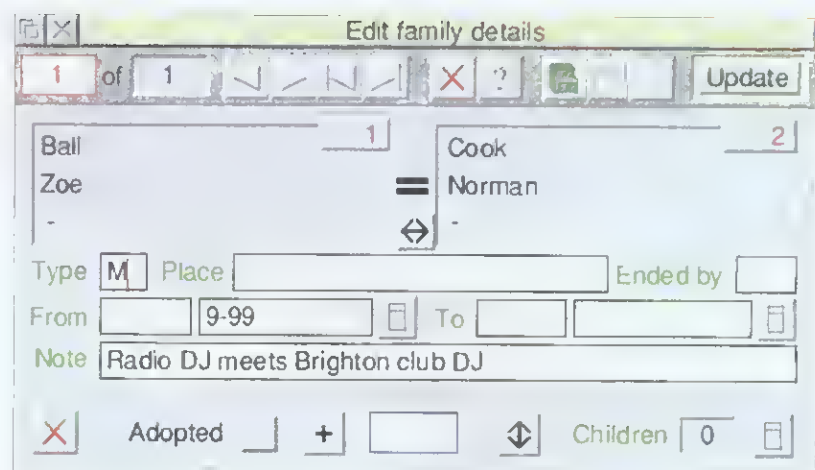 Edit family details
1 of 1 ? Update
Ball 1 Cook 2
Zoe = Norman
- -
Type M Place Ended by
From 9-99 To
Note Radio DJ meets Brighton club DJ
Adopted + Children 0